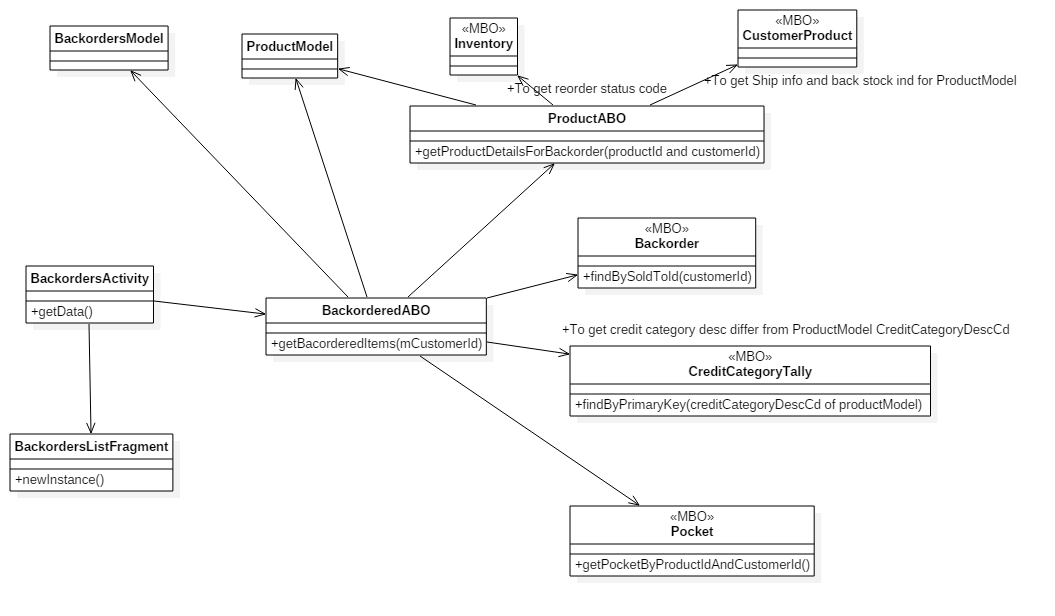 BackordersModel
ProductModel
«MBO»
Inventory
«MBO»
CustomerProduct
+To get reorder status code
+To get Ship info and back stock ind for ProductModel
ProductABO
+getProductDetailsForBackorder(productId and customerId)
«MBO»
Backorder
+findBySoldToId(customerId)
BackordersActivity
+getData()
BackorderedABO
+getBacorderedItems(mCustomerId)
+To get credit category desc differ from ProductModel CreditCategoryDescCd
«MBO»
CreditCategoryTally
+findByPrimaryKey(creditCategoryDescCd of productModel)
BackordersListFragment
+newInstance()
«MBO»
Pocket
+getPocketByProductIdAndCustomerId()